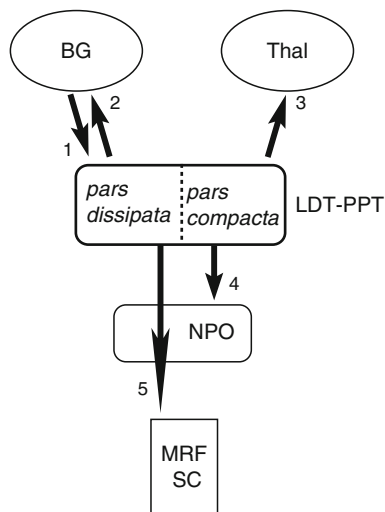 BG
Thal
2
3
1
pars
dissipata
pars
compacta
LDT-PPT
4
NPO
5
MRF
SC